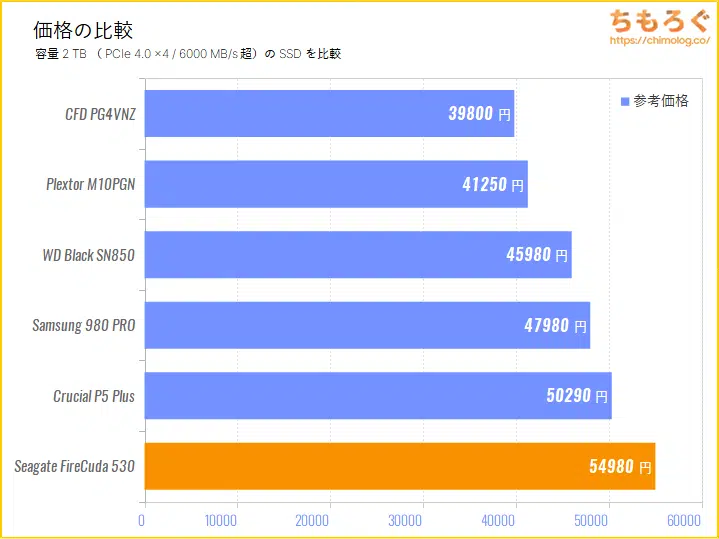 価格の比較
容量 2 TB （ PCIe 4.0 ×4 / 6000 MB/s 超）の SSD を比較
ちもろぐ
https://chimolog.co/
参考価格
CFD PG4VNZ 39800 円
Plextor M10PGN 41250 円
WD Black SN850 45980 円
Samsung 980 PRO 47980 円
Crucial P5 Plus 50290 円
Seagate FireCuda 530 54980 円
0 10000 20000 30000 40000 50000 60000